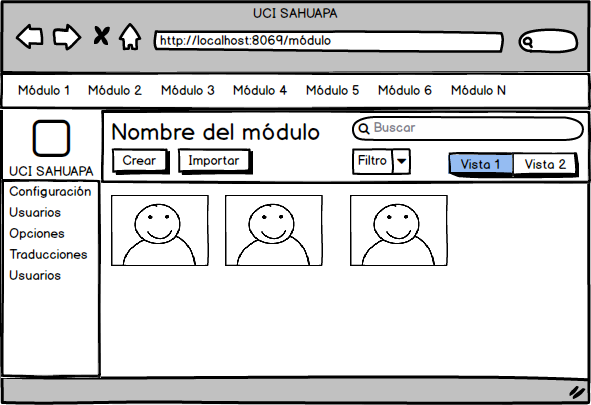 UCI SAHUAPA
http://localhost:8069/módulo
Módulo 1 Módulo 2 Módulo 3 Módulo 4 Módulo 5 Módulo 6 Módulo N
UCI SAHUAPA
Nombre del módulo
Buscar
Crear Importar Filtro Vista 1 Vista 2
Configuración
Usuarios
Opciones
Traducciones
Usuarios